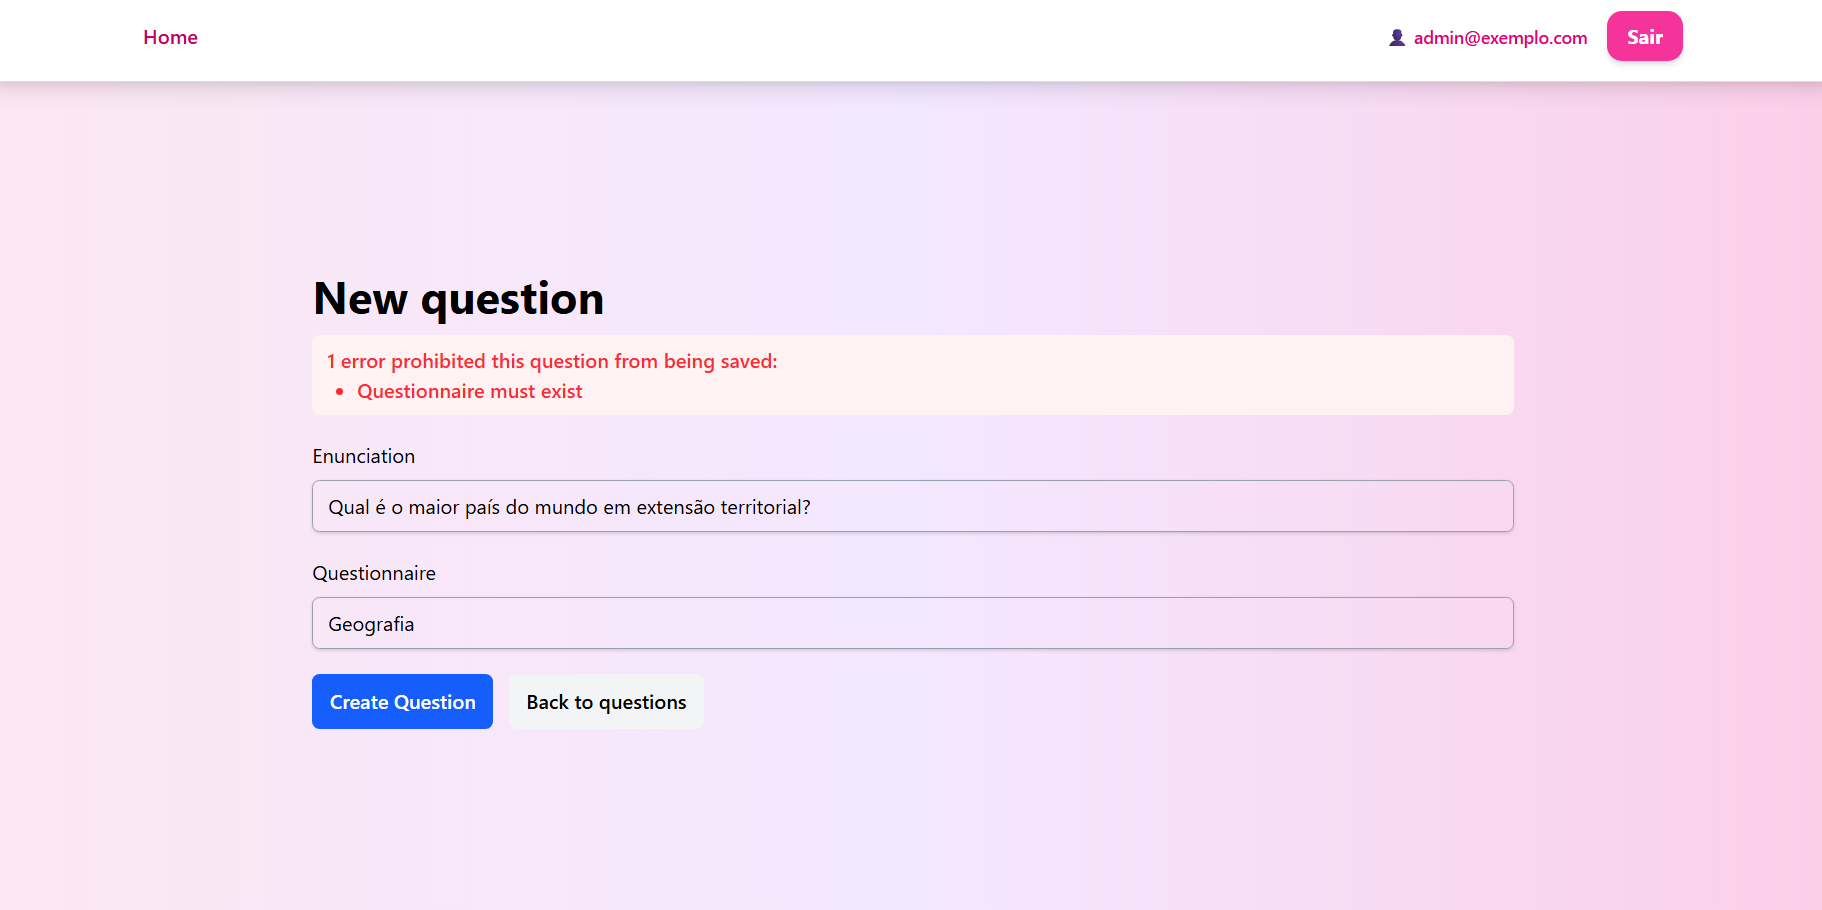 Home
admin@exemplo.com
Sair
New question
1 error prohibited this question from being saved:
Questionnaire must exist
Enunciation
Qual é o maior país do mundo em extensão territorial?
Questionnaire
Geografia
Create Question
Back to questions